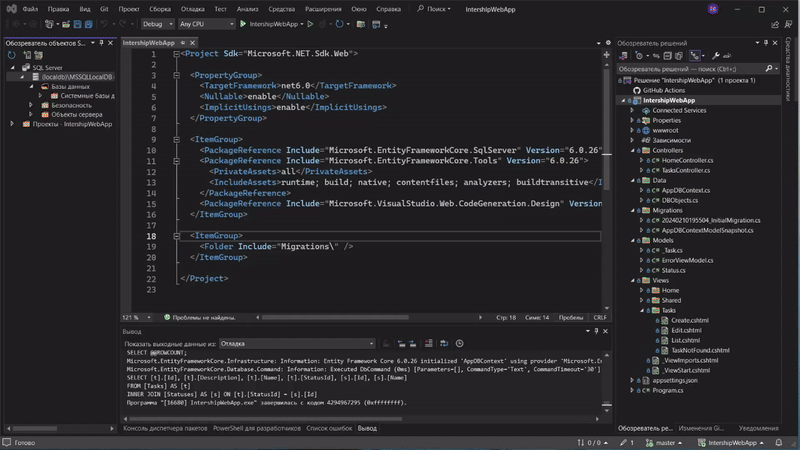 Файл Правка Вид Git Проект Сборка Отладка Тест Анализ Средства Расширения Окно Справка Поиск IntershipWebApp
Debug Any CPU IntershipWebApp
Обозреватель объектов S...
SQL Server
(localdb)\MSSQLLocalDB
Базы данных
Системные базы д
Безопасность
Объекты сервера
Проекты - IntershipWebApp
IntershipWebApp
1 <Project Sdk="Microsoft.NET.Sdk.Web">
2
3 <PropertyGroup>
4 <TargetFramework>net6.0</TargetFramework>
5 <Nullable>enable</Nullable>
6 <ImplicitUsings>enable</ImplicitUsings>
7 </PropertyGroup>
8
9 <ItemGroup>
10 <PackageReference Include="Microsoft.EntityFrameworkCore.SqlServer" Version="6.0.26"
11 <PackageReference Include="Microsoft.EntityFrameworkCore.Tools" Version="6.0.26">
12 <PrivateAssets>all</PrivateAssets>
13 <IncludeAssets>runtime; build; native; contentfiles; analyzers; buildtransitive</I
14 </PackageReference>
15 <PackageReference Include="Microsoft.VisualStudio.Web.CodeGeneration.Design" Version
16 </ItemGroup>
17
18 <ItemGroup>
19 <Folder Include="Migrations\" />
20 </ItemGroup>
21
22 </Project>
23
121 % Проблемы не найдены. Стр: 18 Симв: 14 Пробелы CRLF
Вывод
Показать выходные данные из: Отладка
SELECT @@ROWCOUNT;
Microsoft.EntityFrameworkCore.Infrastructure: Information: Entity Framework Core 6.0.26 initialized 'AppDBContext' using provider 'Microsoft.En
Microsoft.EntityFrameworkCore.Database.Command: Information: Executed DbCommand (0ms) [Parameters=[], CommandType='Text', CommandTimeout='30']
SELECT [t].[Id], [t].[Description], [t].[Name], [t].[StatusId], [s].[Id], [s].[Name]
FROM [Tasks] AS [t]
INNER JOIN [Statuses] AS [s] ON [t].[StatusId] = [s].[Id]
Программа "[16680] IntershipWebApp.exe" завершилась с кодом 4294967295 (0xffffffff).
Консоль диспетчера пакетов PowerShell для разработчиков Список ошибок Вывод
Обозреватель решений
Обозреватель решений — поиск (Ctrl+;)
Решение "IntershipWebApp" (1 проекта)
GitHub Actions
IntershipWebApp
Connected Services
Properties
wwwroot
Зависимости
Controllers
HomeController.cs
TasksController.cs
Data
AppDBContext.cs
DBObjects.cs
Migrations
20240210195504_InitialMigration.cs
AppDBContextModelSnapshot.cs
Models
_Task.cs
ErrorViewModel.cs
Status.cs
Views
Home
Shared
Tasks
Create.cshtml
Edit.cshtml
List.cshtml
TaskNotFound.cshtml
_ViewImports.cshtml
_ViewStart.cshtml
appsettings.json
Program.cs
Обозреватель решений Изменения Gi... Уведомления
Средства диагностики
Готово 0 / 0 1 master IntershipWebApp